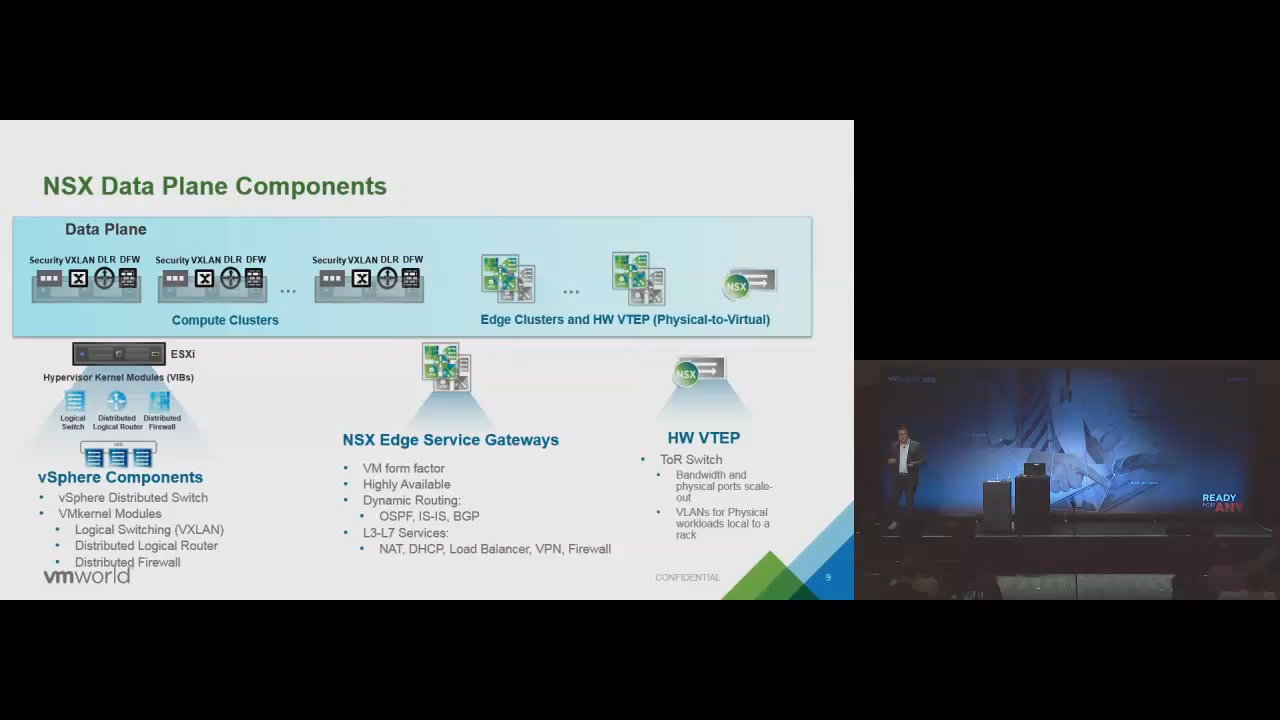 NSX Data Plane Components
Data Plane
Security VXLAN DLR DFW
Security VXLAN DLR DFW
Security VXLAN DLR DFW
...
...
Compute Clusters
Edge Clusters and HW VTEP (Physical-to-Virtual)
NSX
ESXi
Hypervisor Kernel Modules (VIBs)
Logical Switch
Distributed Logical Router
Distributed Firewall
vSphere Components
• vSphere Distributed Switch
• VMkernel Modules
• Logical Switching (VXLAN)
• Distributed Logical Router
• Distributed Firewall
NSX Edge Service Gateways
• VM form factor
• Highly Available
• Dynamic Routing:
• OSPF, IS-IS, BGP
• L3-L7 Services:
• NAT, DHCP, Load Balancer, VPN, Firewall
NSX
HW VTEP
• ToR Switch
• Bandwidth and
physical ports scale-
out
• VLANs for Physical
workloads local to a
rack
vmworld
CONFIDENTIAL
9
READY
FOR ANY